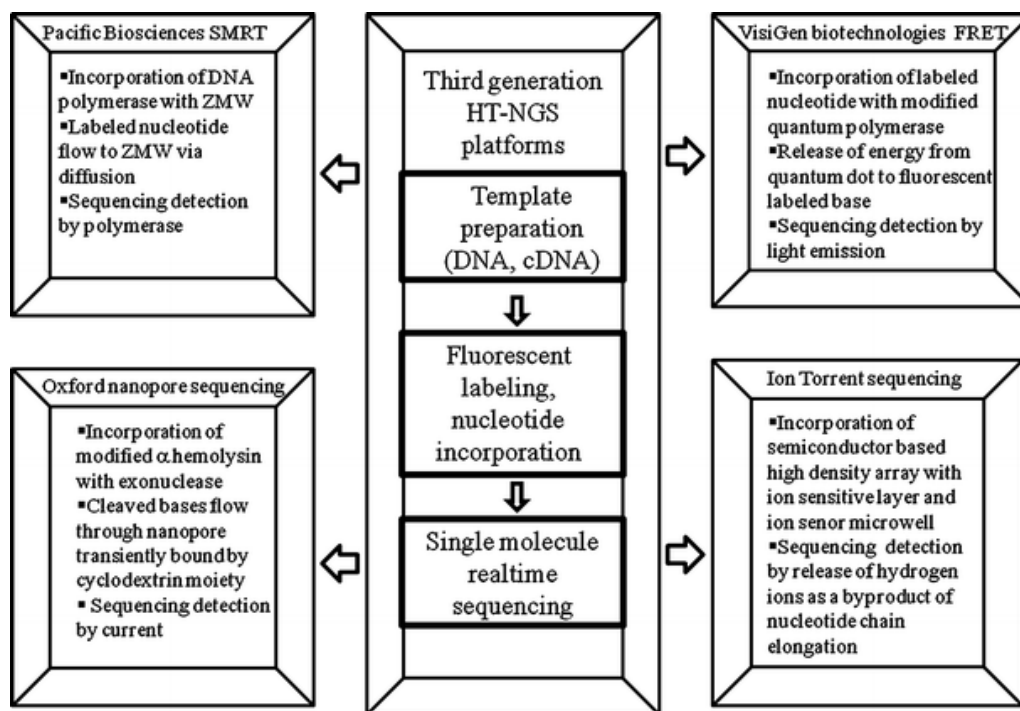 Pacific Biosciences SMRT
▪Incorporation of DNA
polymerase with ZMW
▪Labeled nucleotide
flow to ZMW via
diffusion
▪Sequencing detection
by polymerase
Third generation
HT-NGS
platforms
Template
preparation
(DNA, cDNA)
Fluorescent
labeling,
nucleotide
incorporation
Single molecule
realtime
sequencing
VisiGen biotechnologies FRET
▪Incorporation of labeled
nucleotide with modified
quantum polymerase
▪Release of energy from
quantum dot to fluorescent
labeled base
▪Sequencing detection by
light emission
Oxford nanopore sequencing
▪Incorporation of
modified αhemolysin
with exonuclease
▪Cleaved bases flow
through nanopore
transiently bound by
cyclodextrin moiety
▪ Sequencing detection
by current
Ion Torrent sequencing
▪Incorporation of
semiconductor based
high density array with
ion sensitive layer and
ion senor microwell
▪Sequencing detection
by release of hydrogen
ions as a byproduct of
nucleotide chain
elongation